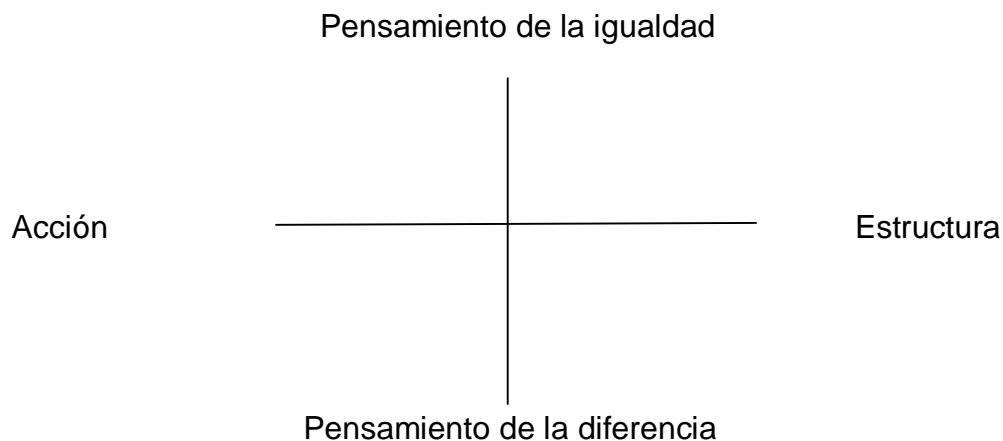 Pensamiento de la igualdad
Acción
Estructura
Pensamiento de la diferencia